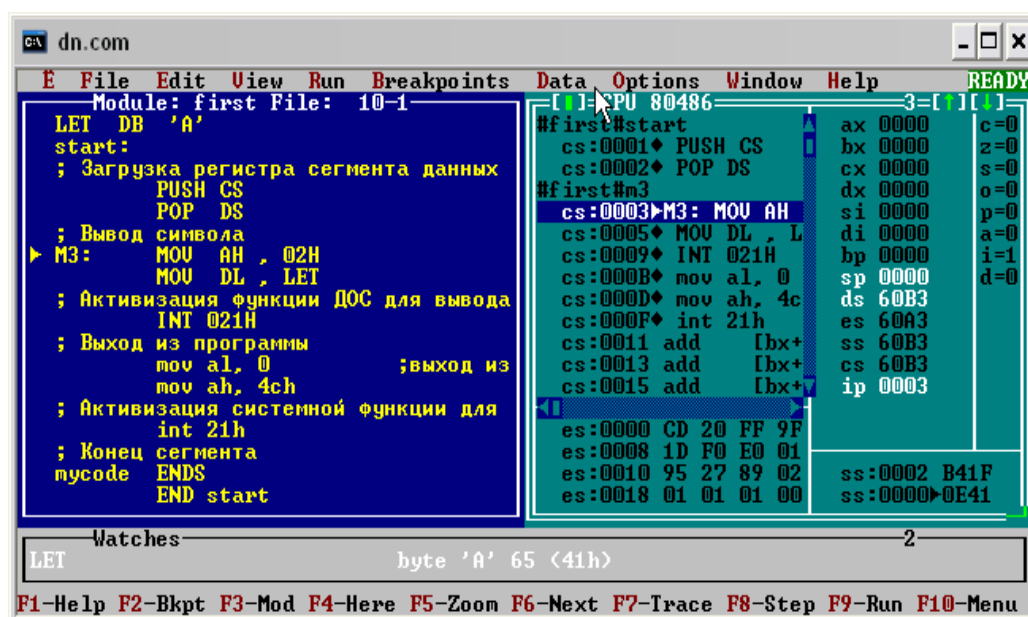 dn.com
Ё File Edit View Run Breakpoints Data Options Window Help READY
Module: first File: 10-1
LET DB 'A'
start:
; Загрузка регистра сегмента данных
PUSH CS
POP DS
; Вывод символа
M3: MOV AH , 02H
MOV DL , LET
; Активизация функции ДОС для вывода
INT 021H
; Выход из программы
mov al, 0 ;выход из
mov ah, 4ch
; Активизация системной функции для
int 21h
; Конец сегмента
mycode ENDS
END start
CPU 80486 3
#first#start
cs:0001 PUSH CS
cs:0002 POP DS
#first#m3
cs:0003 M3: MOV AH
cs:0005 MOV DL , L
cs:0009 INT 021H
cs:000B mov al, 0
cs:000D mov ah, 4c
cs:000F int 21h
cs:0011 add [bx+
cs:0013 add [bx+
cs:0015 add [bx+
es:0000 CD 20 FF 9F
es:0008 1D F0 E0 01
es:0010 95 27 89 02
es:0018 01 01 01 00
ax 0000
bx 0000
cx 0000
dx 0000
si 0000
di 0000
bp 0000
sp 0000
ds 60B3
es 60A3
ss 60B3
cs 60B3
ip 0003
c=0
z=0
s=0
o=0
p=0
a=0
i=1
d=0
ss:0002 B41F
ss:0000 0E41
Watches 2
LET byte 'A' 65 (41h)
F1-Help F2-Bkpt F3-Mod F4-Here F5-Zoom F6-Next F7-Trace F8-Step F9-Run F10-Menu